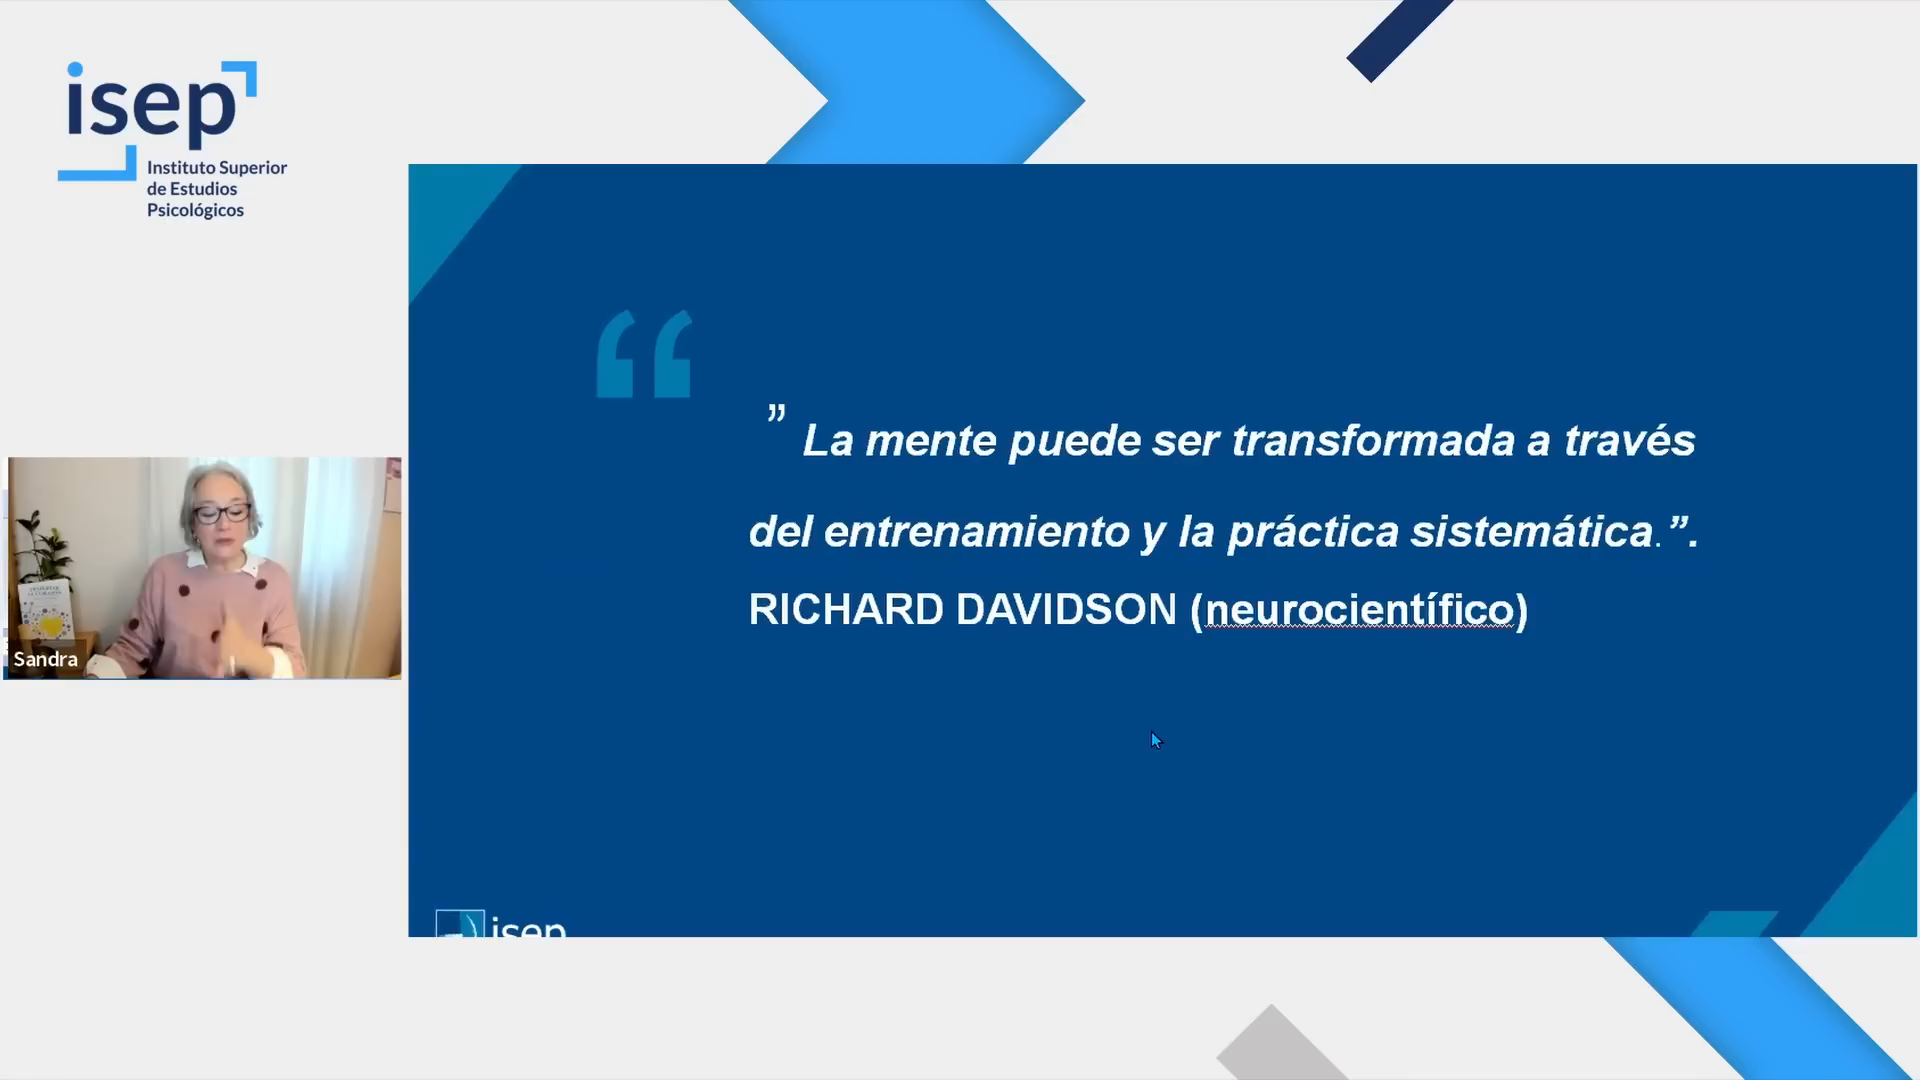 isep
Instituto Superior
de Estudios
Psicológicos
“
” La mente puede ser transformada a través
del entrenamiento y la práctica sistemática.”.
RICHARD DAVIDSON (neurocientífico)
Sandra
isep